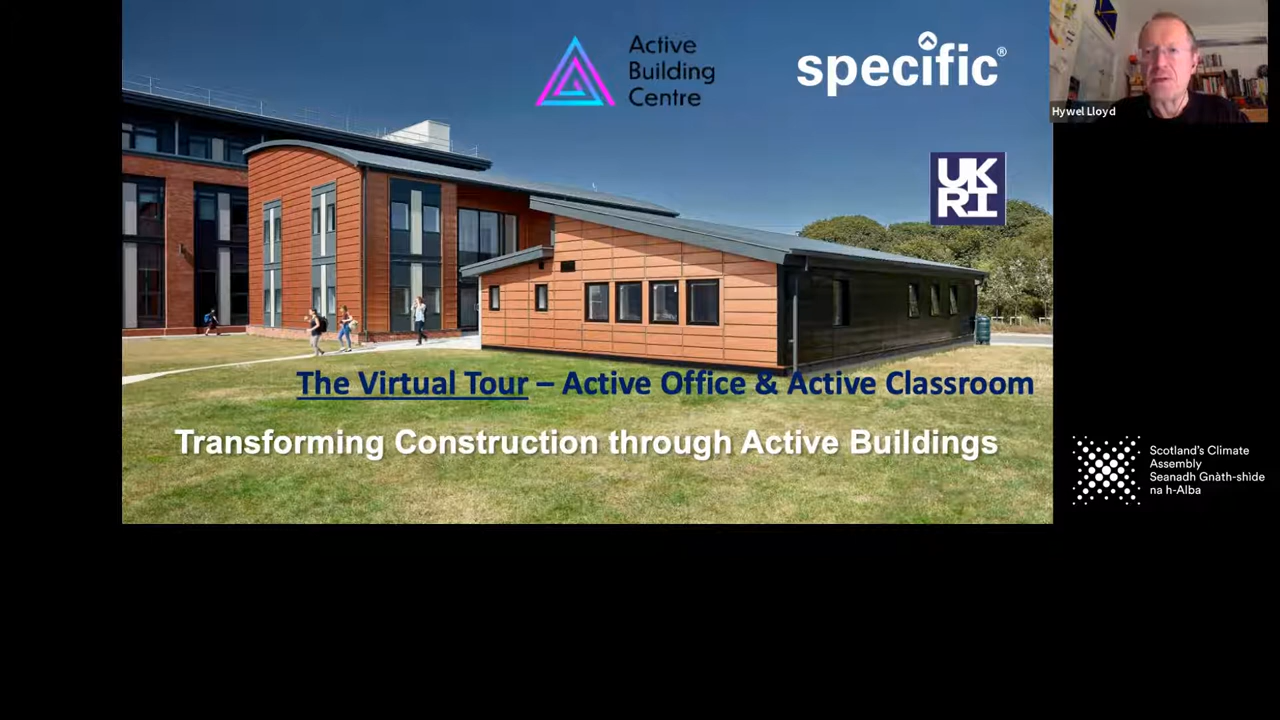 Active
Building
Centre
specific®
Hywel Lloyd
UK
RI
The Virtual Tour – Active Office & Active Classroom
Transforming Construction through Active Buildings
Scotland's Climate
Assembly
Seanadh Gnàth-shìde
na h-Alba